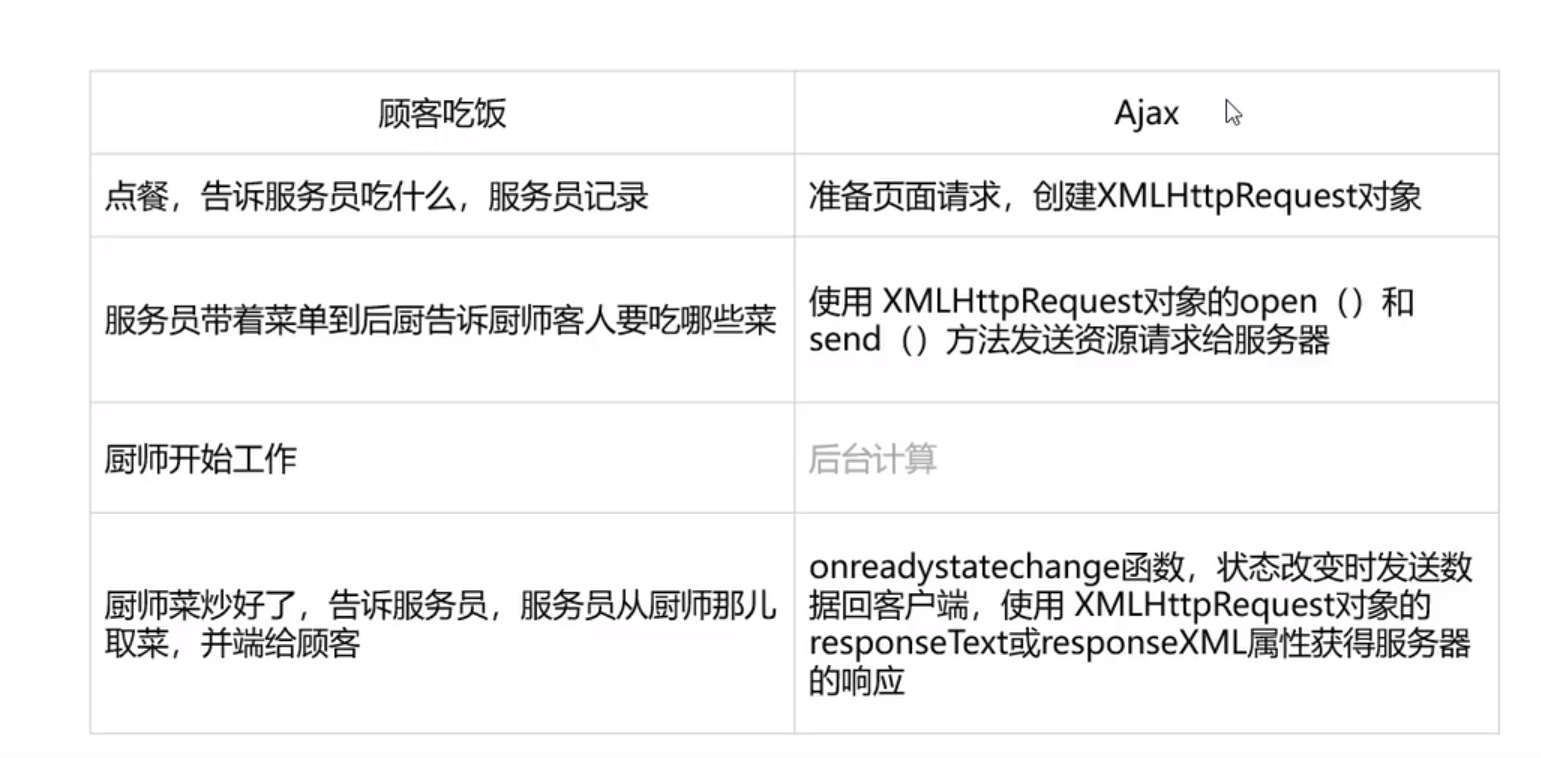 顾客吃饭
Ajax
点餐，告诉服务员吃什么，服务员记录
准备页面请求，创建XMLHttpRequest对象
服务员带着菜单到后厨告诉厨师客人要吃哪些菜
使用 XMLHttpRequest对象的open（）和
send（）方法发送资源请求给服务器
厨师开始工作
后台计算
厨师菜炒好了，告诉服务员，服务员从厨师那儿
取菜，并端给顾客
onreadystatechange函数，状态改变时发送数
据回客户端，使用 XMLHttpRequest对象的
responseText或responseXML属性获得服务器
的响应